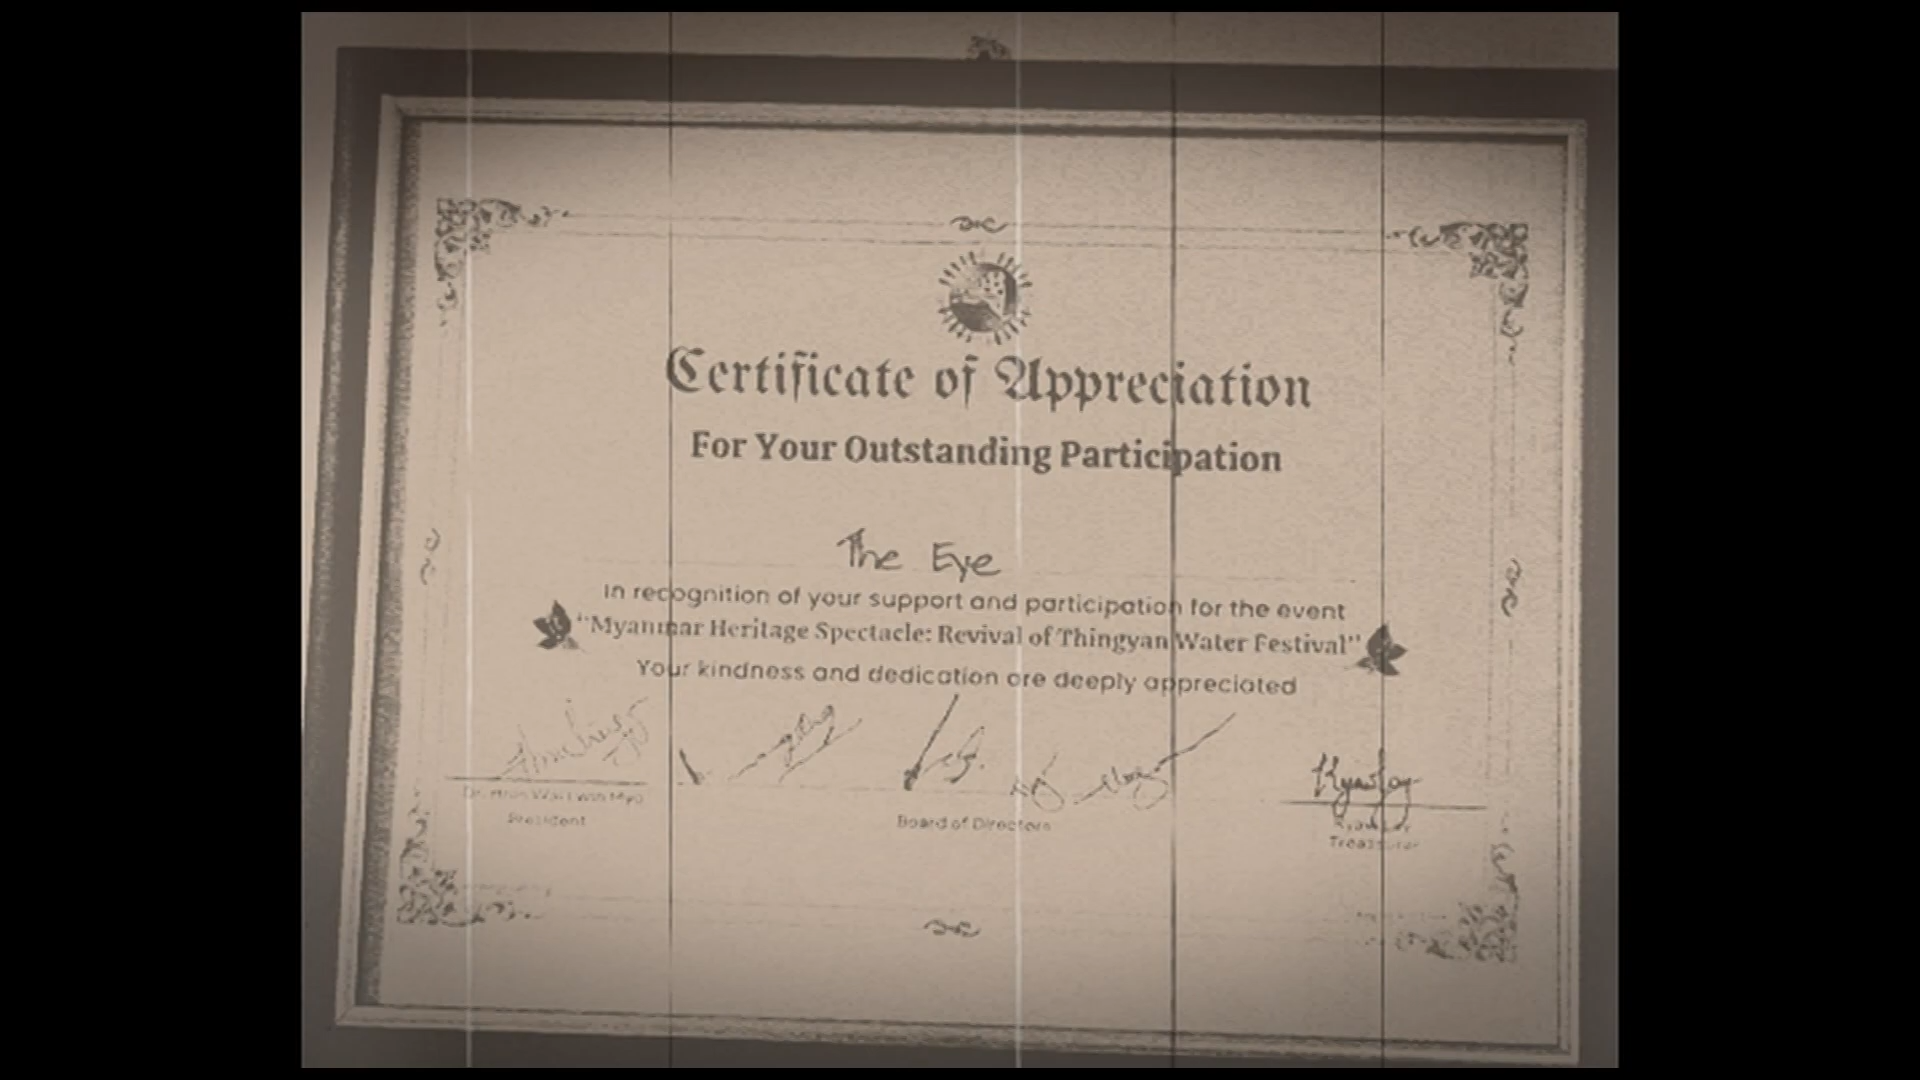 Certificate of Appreciation
For Your Outstanding Participation
The Eye
In recognition of your support and participation for the event
"Myanmar Heritage Spectacle: Revival of Thingyan Water Festival"
Your kindness and dedication are deeply appreciated
President
Board of Directors
Treasurer